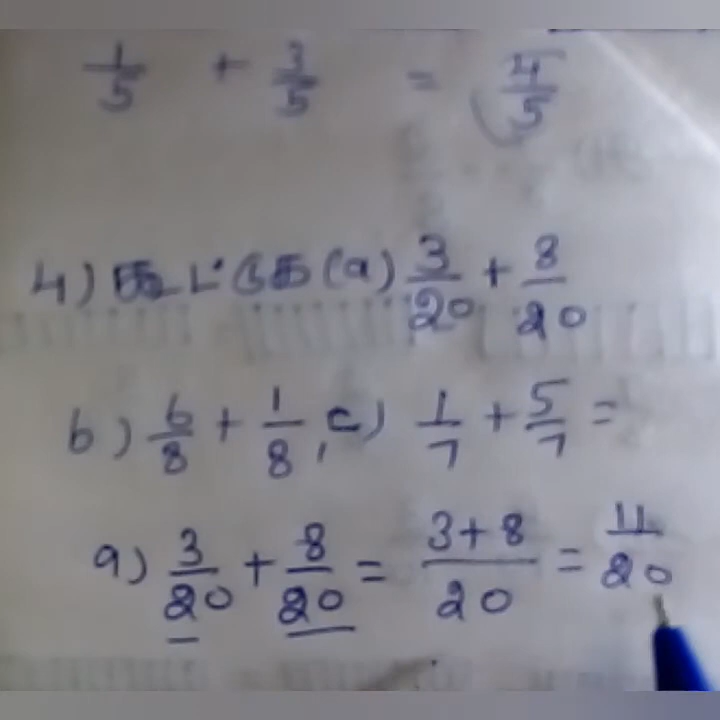 1/5 + 3/5 = 4/5
4) கூட்டுக (a) 3/20 + 8/20
b) 6/8 + 1/8, c) 1/7 + 5/7 =
a) 3/20 + 8/20 = 3+8/20 = 11/20